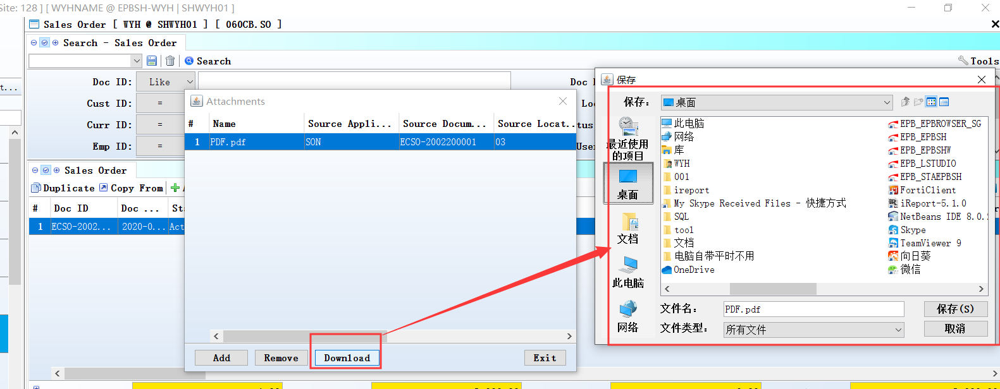 Site: 128 ] [ WYHNAME @ EPBSH-WYH | SHWYH01 ]
Sales Order [ WYH @ SHWYH01 ] [ 060CB.SO ]
Search - Sales Order
Search
Tools
Doc ID:
Like
Cust ID:
=
Curr ID:
=
Emp ID:
=
Sales Order
Duplicate
Copy From
#
Doc ID
Doc ...
1
ECSO-2002...
2020-0...
Act
Attachments
#
Name
Source Appli...
Source Docum...
Source Locat..
1
PDF.pdf
SON
ECSO-2002200001
03
Add
Remove
Download
Exit
保存
保存：
桌面
最近使用
的项目
桌面
文档
此电脑
网络
此电脑
网络
库
WYH
001
ireport
My Skype Received Files - 快捷方式
SQL
tool
文档
电脑自带平时不用
OneDrive
EPB_EPBROWSER_SG
EPB_EPBSH
EPB_EPBSHW
EPB_LSTUDIO
EPB_STAEPBSH
FortiClient
iReport-5.1.0
NetBeans IDE 8.0.
Skype
TeamViewer 9
向日葵
微信
文件名：
PDF.pdf
保存(S)
文件类型：
所有文件
取消